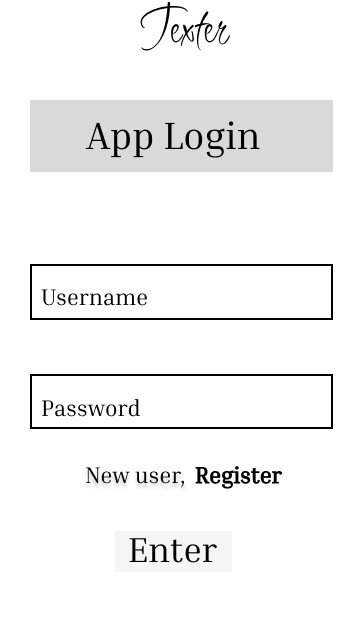 Texter
App Login
Username
Password
New user, Register
Enter